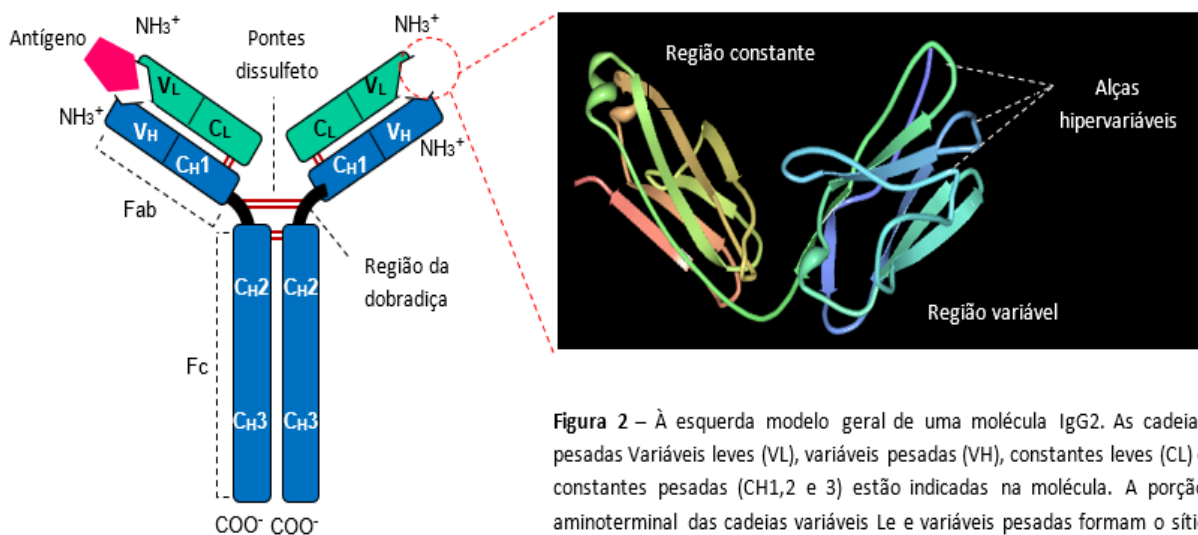 NH₃⁺
Antígeno
Pontes
dissulfeto
NH₃⁺
NH₃⁺
VL
CL
VH
CH1
VL
CL
VH
CH1
NH₃⁺
Fab
Região da
dobradiça
CH2
CH2
Fc
CH3
CH3
COO⁻ COO⁻
Região constante
Alças
hipervariáveis
Região variável
Figura 2 – À esquerda modelo geral de uma molécula IgG2. As cadeia
pesadas Variáveis leves (VL), variáveis pesadas (VH), constantes leves (CL)
constantes pesadas (CH1,2 e 3) estão indicadas na molécula. A porção
aminoterminal das cadeias variáveis Le e variáveis pesadas formam o síti